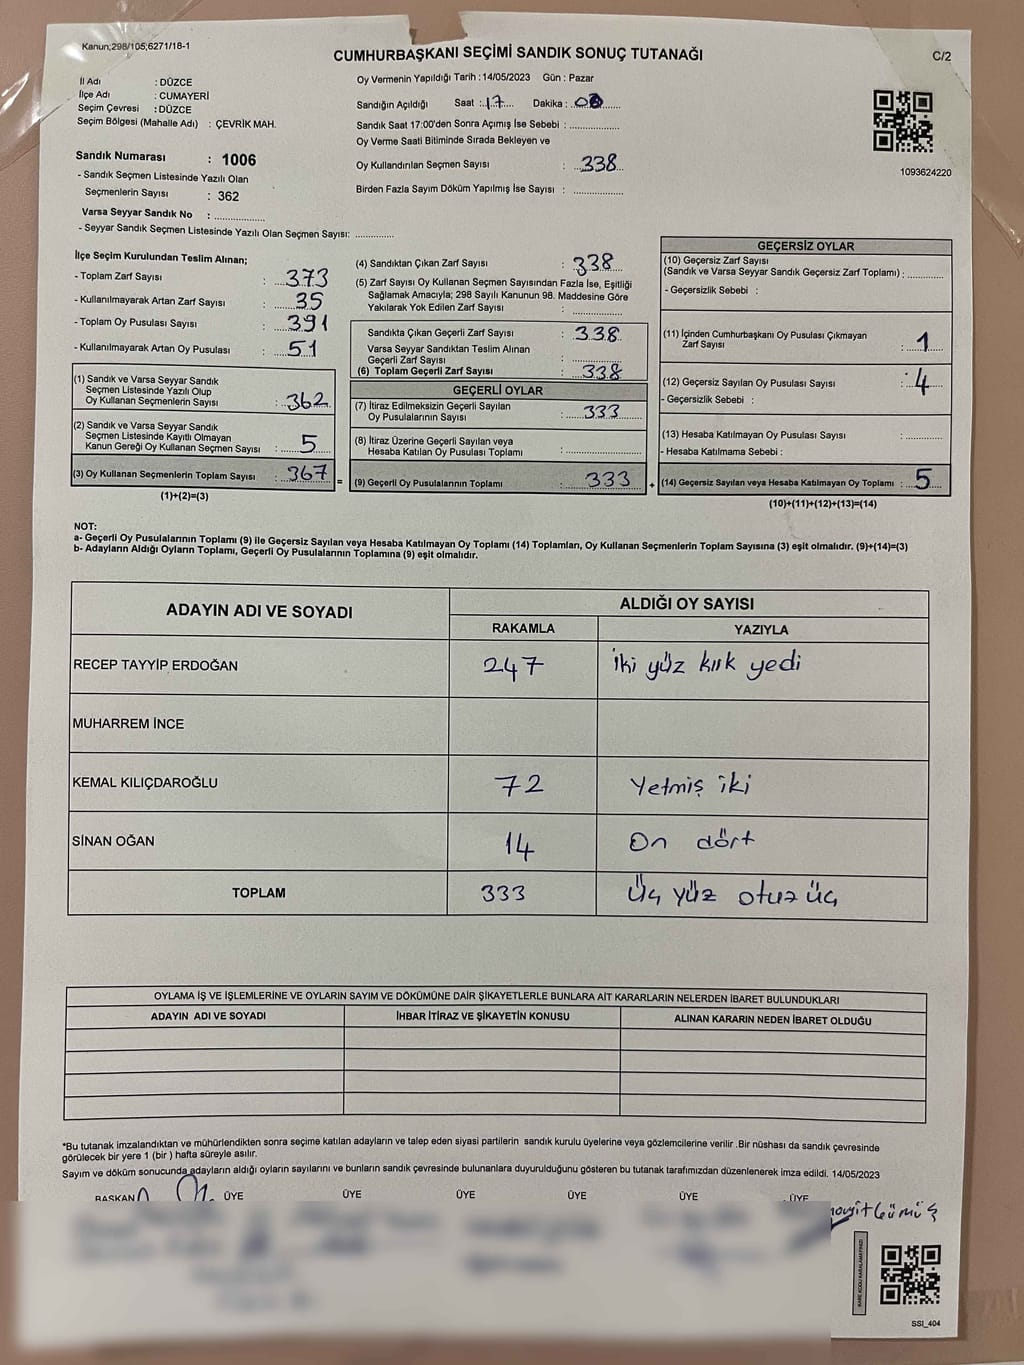 Kanun;298/105;6271/18-1
CUMHURBAŞKANI SEÇİMİ SANDIK SONUÇ TUTANAĞI
C/2
İl Adı : DÜZCE
İlçe Adı : CUMAYERİ
Seçim Çevresi : DÜZCE
Seçim Bölgesi (Mahalle Adı) : ÇEVRİK MAH.
Sandık Numarası : 1006
- Sandık Seçmen Listesinde Yazılı Olan
Seçmenlerin Sayısı : 362
Varsa Seyyar Sandık No : ..................
- Seyyar Sandık Seçmen Listesinde Yazılı Olan Seçmen Sayısı: ..............
Oy Vermenin Yapıldığı Tarih : 14/05/2023 Gün : Pazar
Sandığın Açıldığı Saat : 17 Dakika :
Sandık Saat 17:00'den Sonra Açımış İse Sebebi : ..................
Oy Verme Saati Bitiminde Sırada Bekleyen ve
Oy Kullandırılan Seçmen Sayısı : 338
Birden Fazla Sayım Döküm Yapılmış İse Sayısı : ..................
1093624220
İlçe Seçim Kurulundan Teslim Alınan;
- Toplam Zarf Sayısı : 373
- Kullanılmayarak Artan Zarf Sayısı : 35
- Toplam Oy Pusulası Sayısı : 391
- Kullanılmayarak Artan Oy Pusulası : 51
(1) Sandık ve Varsa Seyyar Sandık
Seçmen Listesinde Yazılı Olup
Oy Kullanan Seçmenlerin Sayısı : 362
(2) Sandık ve Varsa Seyyar Sandık
Seçmen Listesinde Kayıtlı Olmayan
Kanun Gereği Oy Kullanan Seçmen Sayısı : 5
(3) Oy Kullanan Seçmenlerin Toplam Sayısı : 367 =
(1)+(2)=(3)
(4) Sandıktan Çıkan Zarf Sayısı : 338
(5) Zarf Sayısı Oy Kullanan Seçmen Sayısından Fazla İse, Eşitliği
Sağlamak Amacıyla; 298 Sayılı Kanunun 98. Maddesine Göre
Yakılarak Yok Edilen Zarf Sayısı : ..................
Sandıkta Çıkan Geçerli Zarf Sayısı : 338
Varsa Seyyar Sandıktan Teslim Alınan
Geçerli Zarf Sayısı : ..................
(6) Toplam Geçerli Zarf Sayısı : 338
GEÇERLİ OYLAR
(7) İtiraz Edilmeksizin Geçerli Sayılan
Oy Pusulalarının Sayısı : 333
(8) İtiraz Üzerine Geçerli Sayılan veya
Hesaba Katılan Oy Pusulası Toplamı : ..................
(9) Geçerli Oy Pusulalarının Toplamı : 333 +
GEÇERSİZ OYLAR
(10) Geçersiz Zarf Sayısı
(Sandık ve Varsa Seyyar Sandık Geçersiz Zarf Toplamı) : ............
- Geçersizlik Sebebi :
(11) İçinden Cumhurbaşkanı Oy Pusulası Çıkmayan
Zarf Sayısı : 1
(12) Geçersiz Sayılan Oy Pusulası Sayısı : 4
- Geçersizlik Sebebi :
(13) Hesaba Katılmayan Oy Pusulası Sayısı : ............
- Hesaba Katılmama Sebebi :
(14) Geçersiz Sayılan veya Hesaba Katılmayan Oy Toplamı : 5
(10)+(11)+(12)+(13)=(14)
NOT:
a- Geçerli Oy Pusulalarının Toplamı (9) ile Geçersiz Sayılan veya Hesaba Katılmayan Oy Toplamı (14) Toplamları, Oy Kullanan Seçmenlerin Toplam Sayısına (3) eşit olmalıdır. (9)+(14)=(3)
b- Adayların Aldığı Oyların Toplamı, Geçerli Oy Pusulalarının Toplamına (9) eşit olmalıdır.
ADAYIN ADI VE SOYADI
ALDIĞI OY SAYISI
RAKAMLA YAZIYLA
RECEP TAYYİP ERDOĞAN 247 iki yüz kırk yedi
MUHARREM İNCE
KEMAL KILIÇDAROĞLU 72 Yetmiş iki
SİNAN OĞAN 14 On dört
TOPLAM 333 Üç yüz otuz üç
OYLAMA İŞ VE İŞLEMLERİNE VE OYLARIN SAYIM VE DÖKÜMÜNE DAİR ŞİKAYETLERLE BUNLARA AİT KARARLARIN NELERDEN İBARET BULUNDUKLARI
ADAYIN ADI VE SOYADI İHBAR İTİRAZ VE ŞİKAYETİN KONUSU ALINAN KARARIN NEDEN İBARET OLDUĞU
*Bu tutanak imzalandıktan ve mühürlendikten sonra seçime katılan adayların ve talep eden siyasi partilerin sandık kurulu üyelerine veya gözlemcilerine verilir .Bir nüshası da sandık çevresinde
görülecek bir yere 1 (bir ) hafta süreyle asılır.
Sayım ve döküm sonucunda adayların aldığı oyların sayılarını ve bunların sandık çevresinde bulunanlara duyurulduğunu gösteren bu tutanak tarafımızdan düzenlenerek imza edildi. 14/05/2023
BAŞKAN ÜYE ÜYE ÜYE ÜYE ÜYE ÜYE
Gümüş
KARE KODU KARALAMAYINIZ!
SSI_404